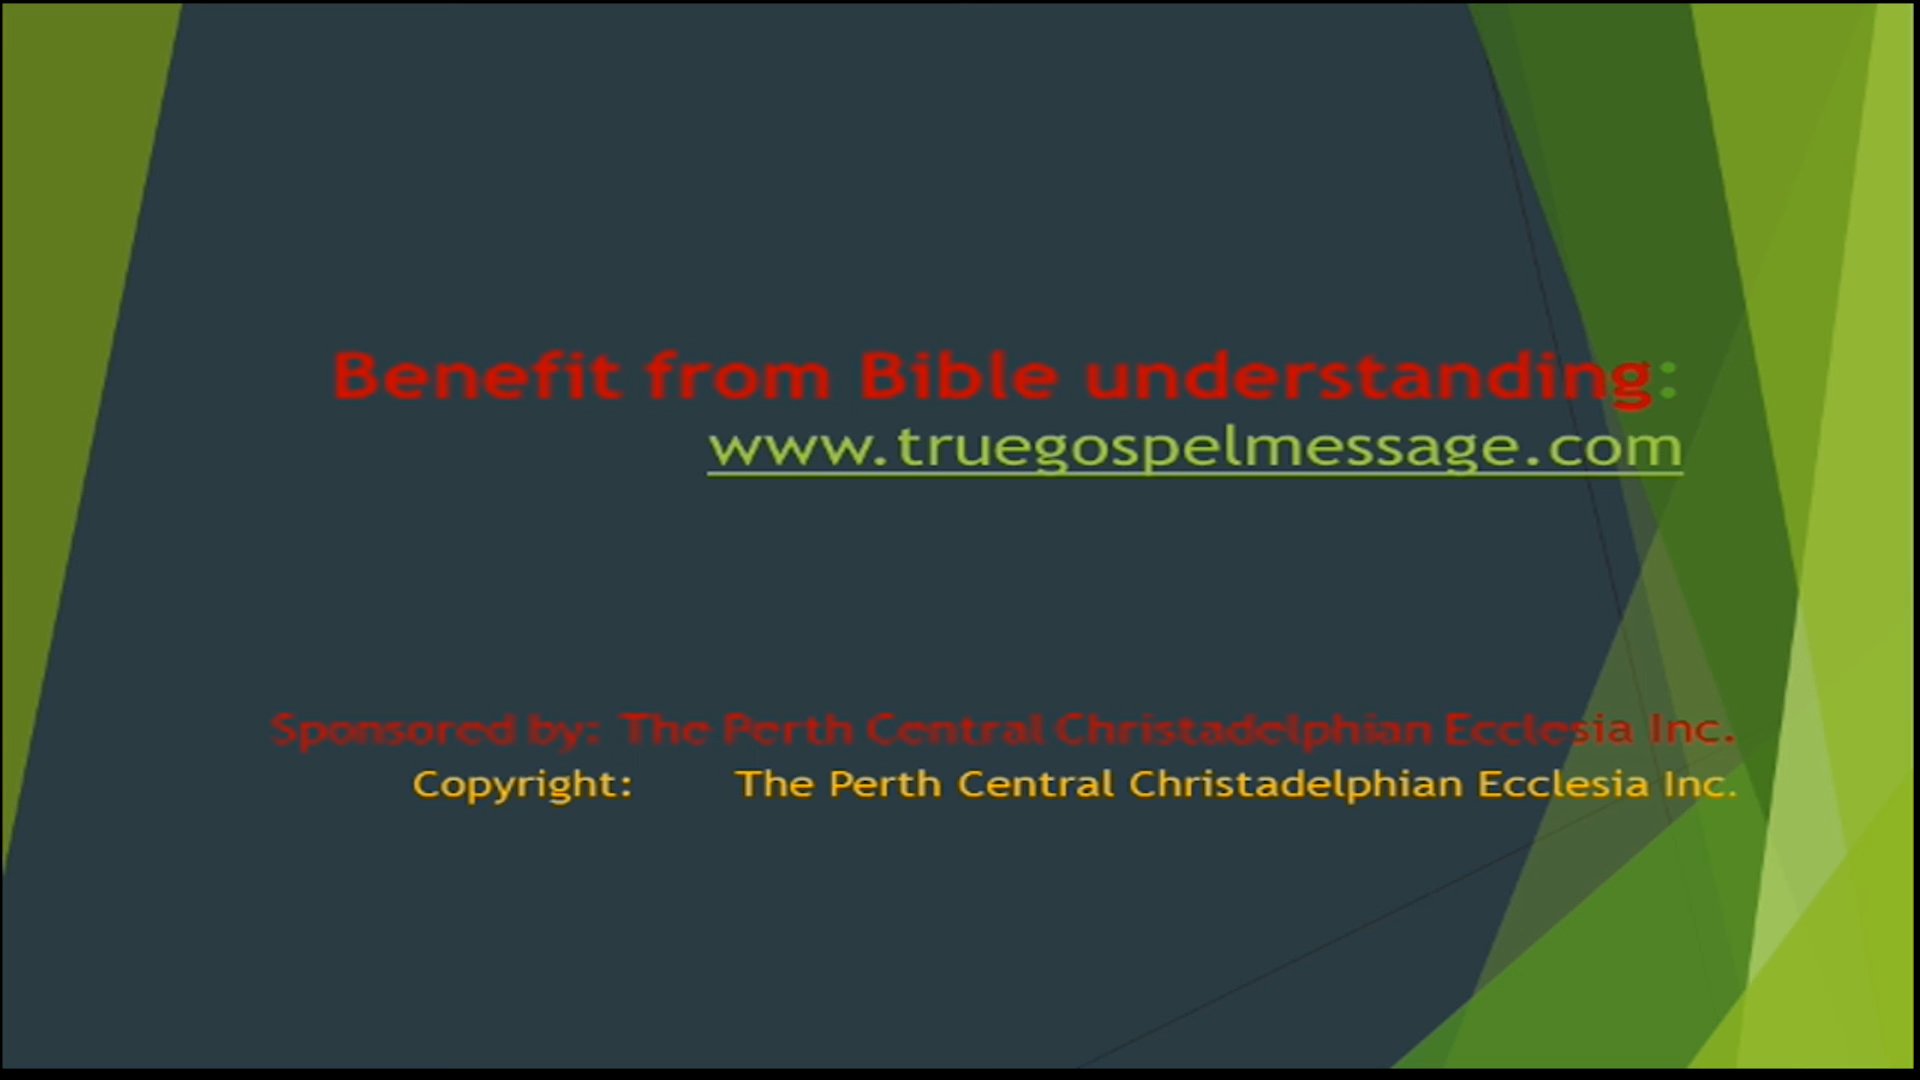 Benefit from Bible understanding:
www.truegospelmessage.com
Sponsored by: The Perth Central Christadelphian Ecclesia Inc.
Copyright: The Perth Central Christadelphian Ecclesia Inc.